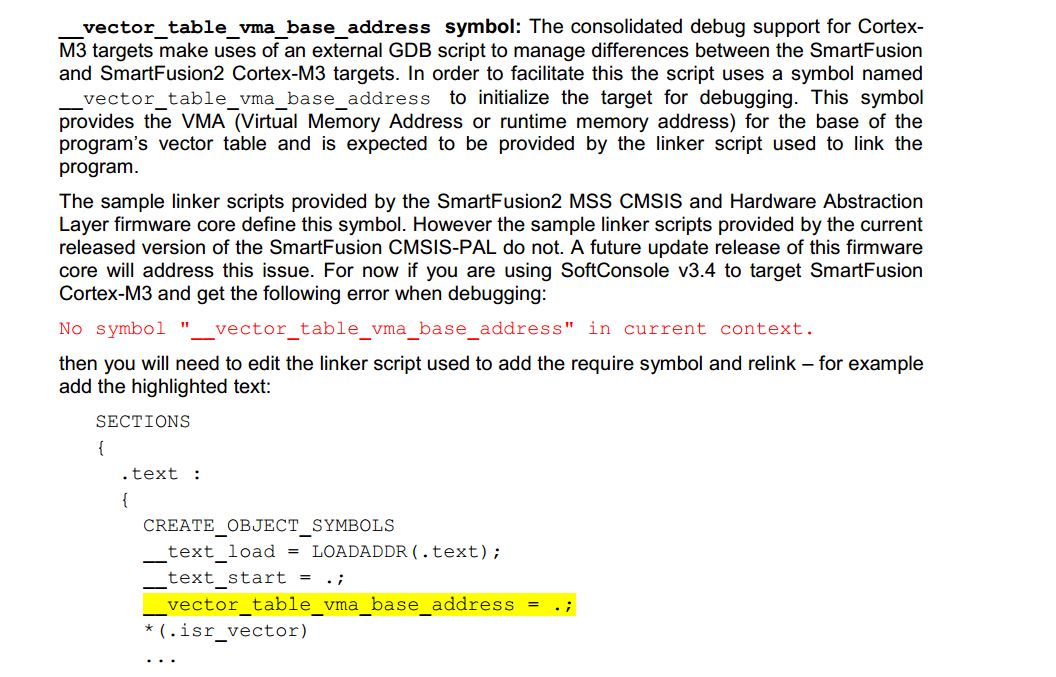 __vector_table_vma_base_address symbol: The consolidated debug support for Cortex-
M3 targets make uses of an external GDB script to manage differences between the SmartFusion
and SmartFusion2 Cortex-M3 targets. In order to facilitate this the script uses a symbol named
__vector_table_vma_base_address to initialize the target for debugging. This symbol
provides the VMA (Virtual Memory Address or runtime memory address) for the base of the
program's vector table and is expected to be provided by the linker script used to link the
program.
The sample linker scripts provided by the SmartFusion2 MSS CMSIS and Hardware Abstraction
Layer firmware core define this symbol. However the sample linker scripts provided by the current
released version of the SmartFusion CMSIS-PAL do not. A future update release of this firmware
core will address this issue. For now if you are using SoftConsole v3.4 to target SmartFusion
Cortex-M3 and get the following error when debugging:
No symbol "__vector_table_vma_base_address" in current context.
then you will need to edit the linker script used to add the require symbol and relink – for example
add the highlighted text:
SECTIONS
{
.text :
{
CREATE_OBJECT_SYMBOLS
__text_load = LOADADDR(.text);
__text_start = .;
__vector_table_vma_base_address = .;
*(.isr_vector)
...